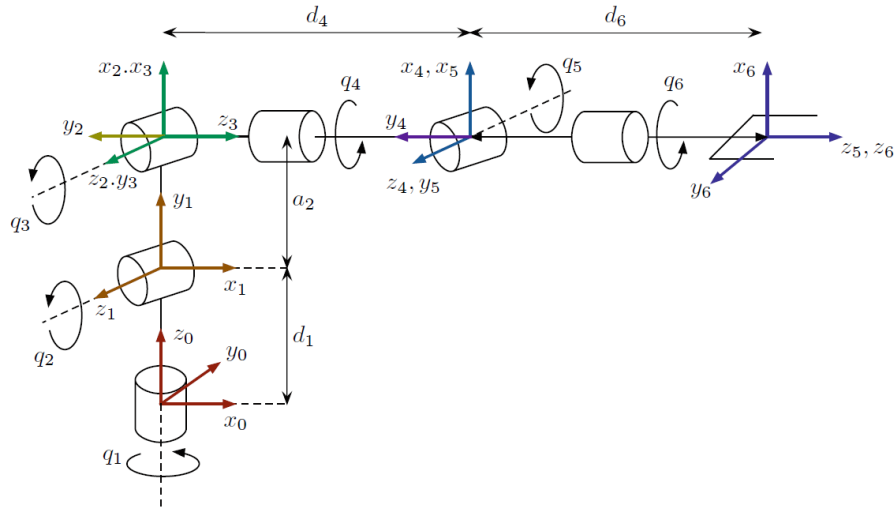 d4 d6
x2.x3 x4, x5 q5 x6
q4 q6
z3
y2 y4
z5, z6
z2.y3 z4, y5
y6
q3 y1 a2
x1
z1
z0
q2 y0 d1
x0
q1